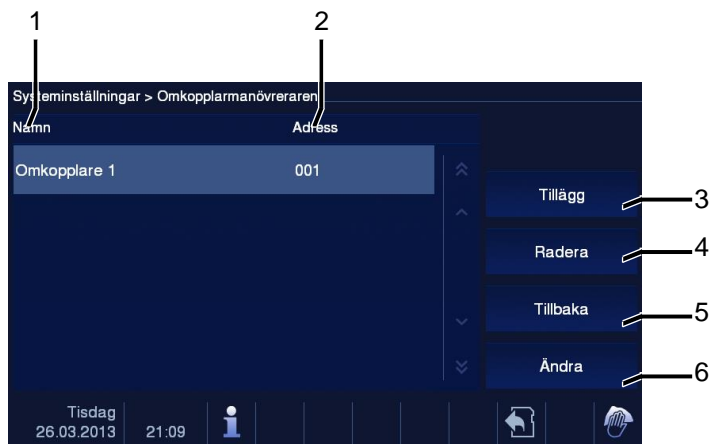 1 2
Systeminställningar > Omkopplarmanövreraren
Namn Adress
Omkopplare 1 001
Tillägg 3
Radera 4
Tillbaka 5
Ändra 6
Tisdag
26.03.2013 21:09